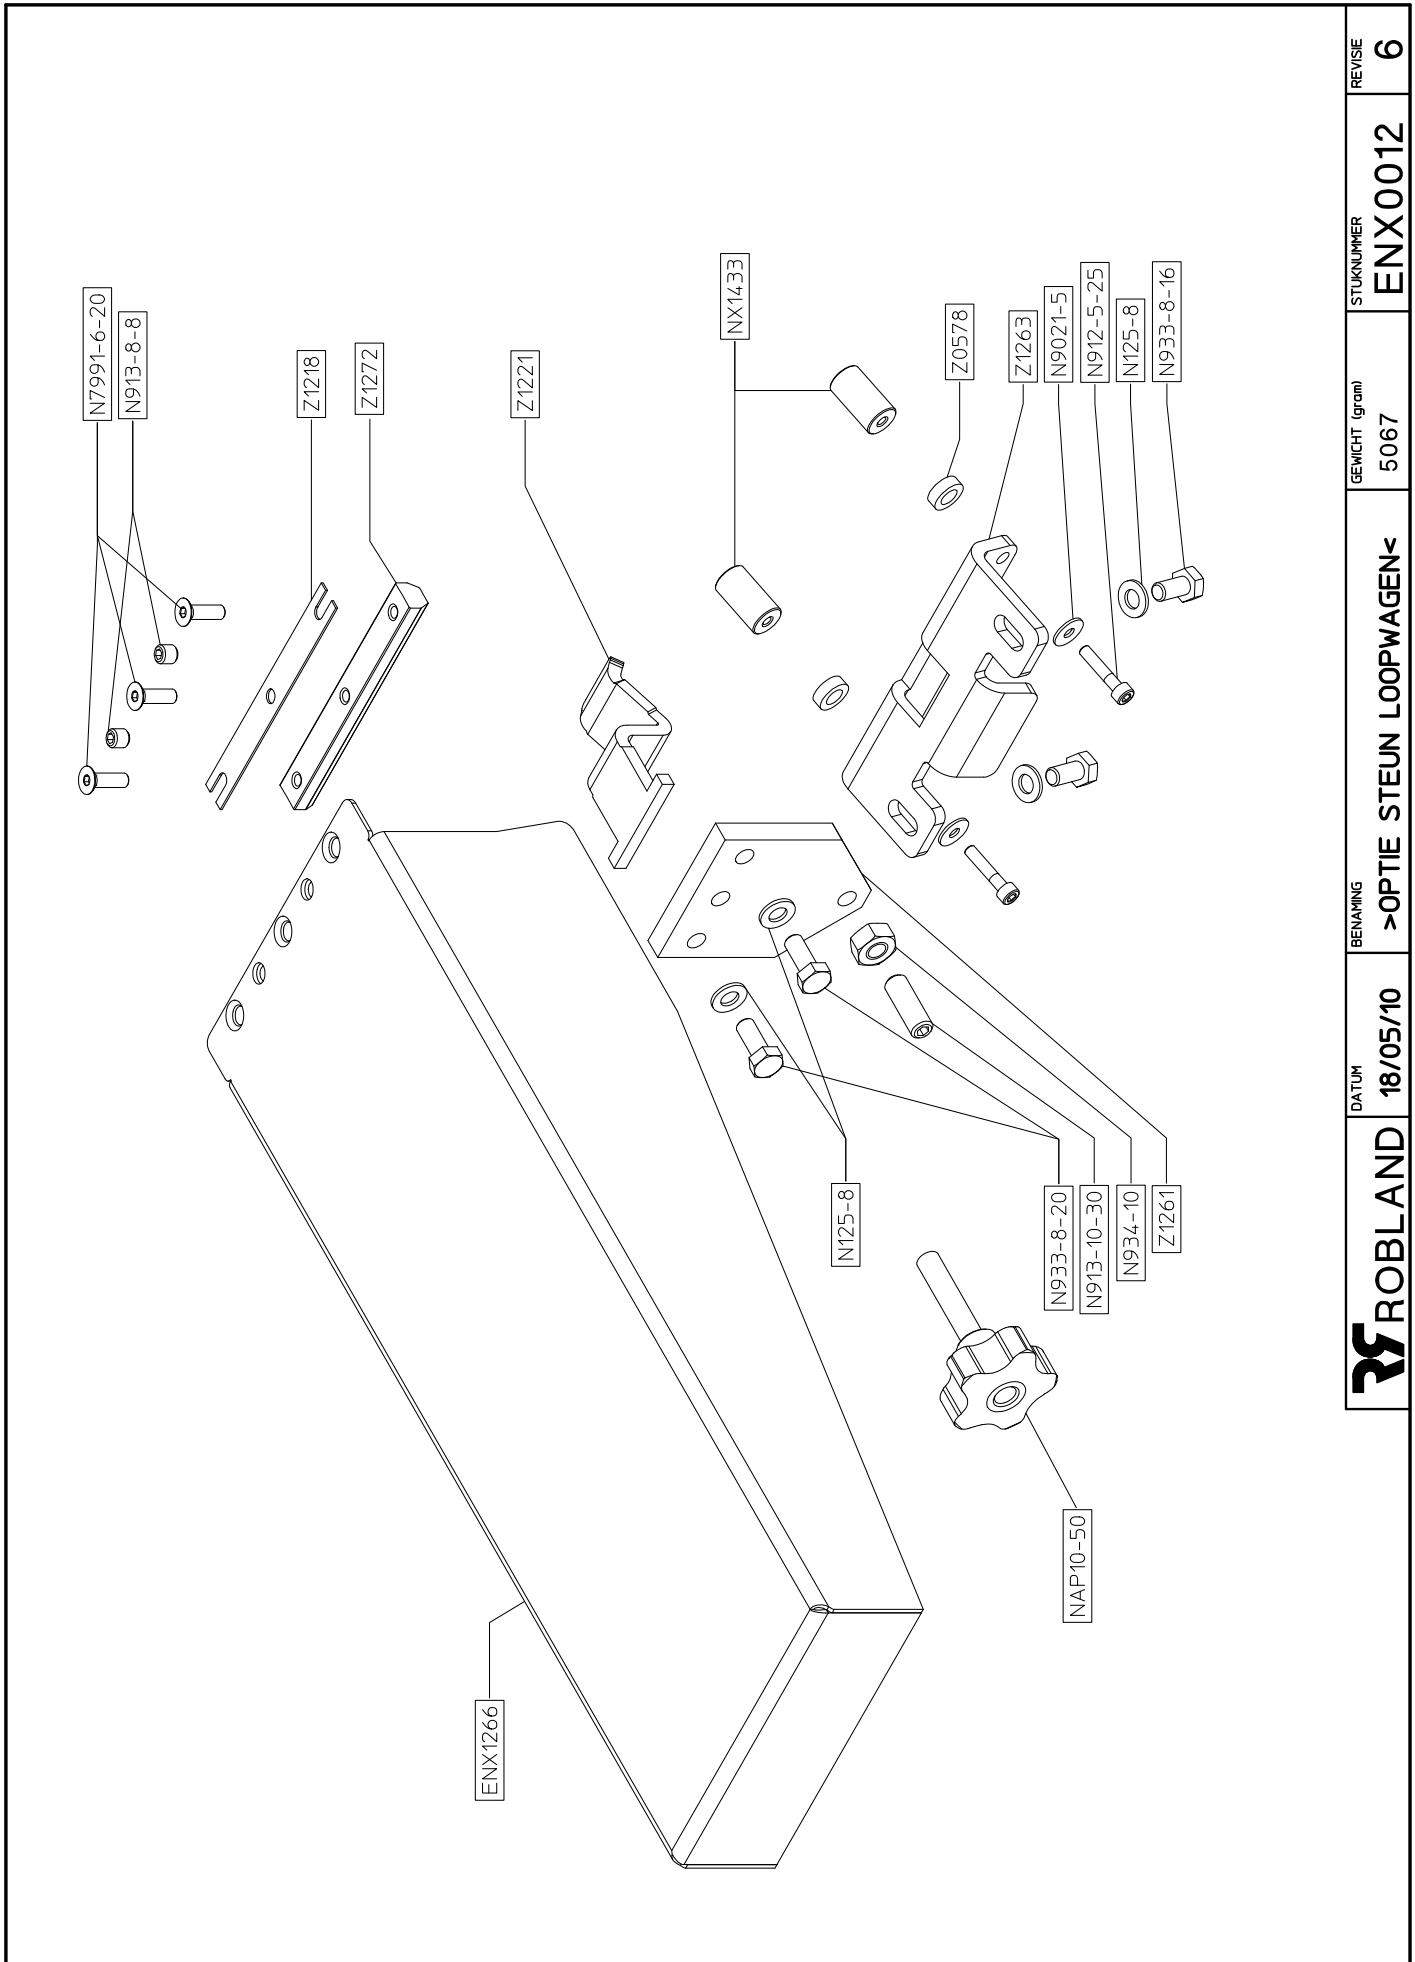 N7991-6-20
N913-8-8
Z1218
Z1272
Z1221
NX1433
Z0578
Z1263
N9021-5
N912-5-25
N125-8
N933-8-16
ENX1266
N125-8
N933-8-20
N913-10-30
N934-10
Z1261
NAP10-50
ROBLAND
DATUM
18/05/10
BENAMING
>OPTIE STEUN LOOPWAGEN<
GEWICHT (gram)
5067
STUKNUMMER
ENX0012
REVISIE
6